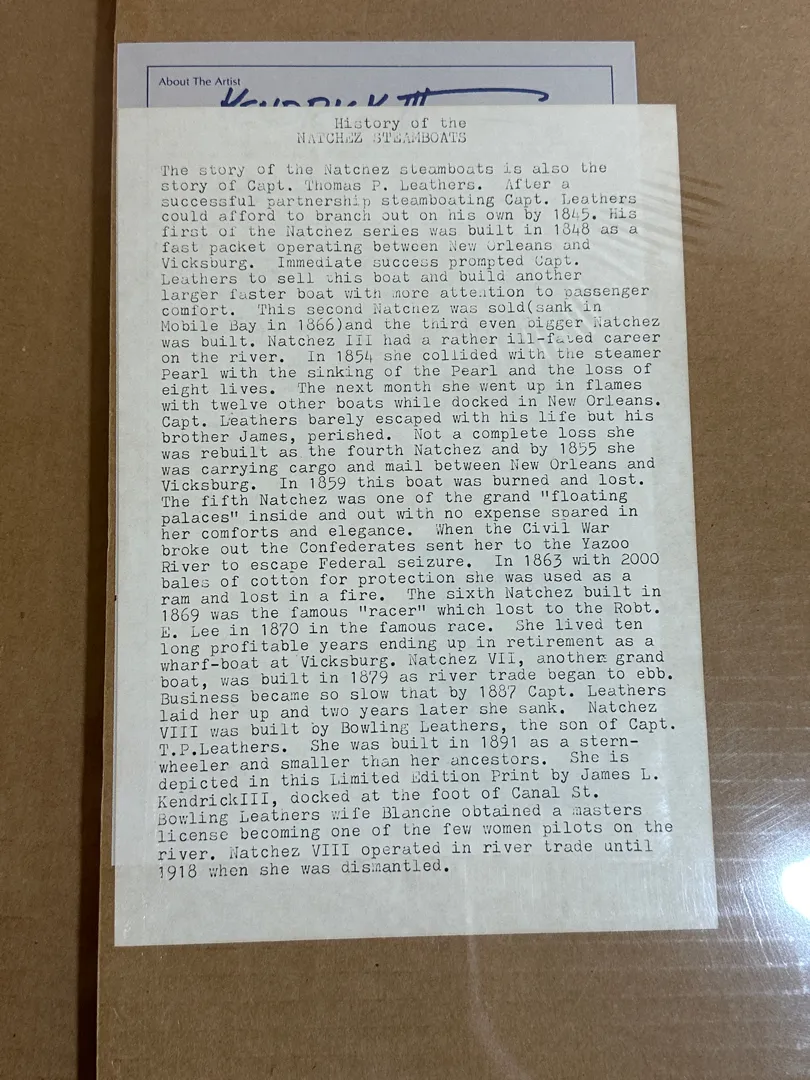 About The Artist
KENDRICK III
History of the
NATCHEZ STEAMBOATS
The story of the Natchez steamboats is also the
story of Capt. Thomas P. Leathers. After a
successful partnership steamboating Capt. Leathers
could afford to branch out on his own by 1845. His
first of the Natchez series was built in 1848 as a
fast packet operating between New Orleans and
Vicksburg. Immediate success prompted Capt.
Leathers to sell this boat and build another
larger faster boat with more attention to passenger
comfort. This second Natchez was sold(sank in
Mobile Bay in 1866)and the third even bigger Natchez
was built. Natchez III had a rather ill-fated career
on the river. In 1854 she collided with the steamer
Pearl with the sinking of the Pearl and the loss of
eight lives. The next month she went up in flames
with twelve other boats while docked in New Orleans.
Capt. Leathers barely escaped with his life but his
brother James, perished. Not a complete loss she
was rebuilt as the fourth Natchez and by 1855 she
was carrying cargo and mail between New Orleans and
Vicksburg. In 1859 this boat was burned and lost.
The fifth Natchez was one of the grand "floating
palaces" inside and out with no expense spared in
her comforts and elegance. When the Civil War
broke out the Confederates sent her to the Yazoo
River to escape Federal seizure. In 1863 with 2000
bales of cotton for protection she was used as a
ram and lost in a fire. The sixth Natchez built in
1869 was the famous "racer" which lost to the Robt.
E. Lee in 1870 in the famous race. She lived ten
long profitable years ending up in retirement as a
wharf-boat at Vicksburg. Natchez VII, another grand
boat, was built in 1879 as river trade began to ebb.
Business became so slow that by 1887 Capt. Leathers
laid her up and two years later she sank. Natchez
VIII was built by Bowling Leathers, the son of Capt.
T.P.Leathers. She was built in 1891 as a stern-
wheeler and smaller than her ancestors. She is
depicted in this Limited Edition Print by James L.
KendrickIII, docked at the foot of Canal St.
Bowling Leathers wife Blanche obtained a masters
license becoming one of the few women pilots on the
river. Natchez VIII operated in river trade until
1918 when she was dismantled.